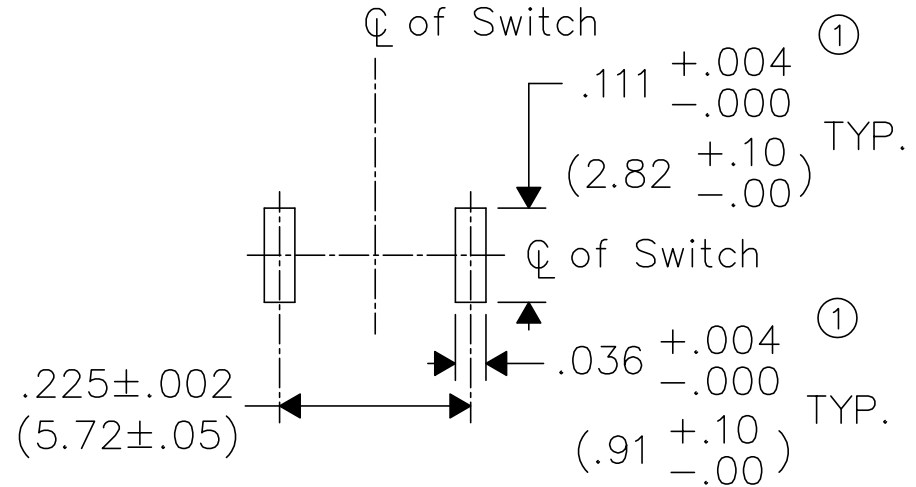 ℄ of Switch
①
.111 +.004 -.000
TYP.
(2.82 +.10 -.00)
℄ of Switch
①
.036 +.004 -.000
TYP.
(.91 +.10 -.00)
.225±.002
(5.72±.05)